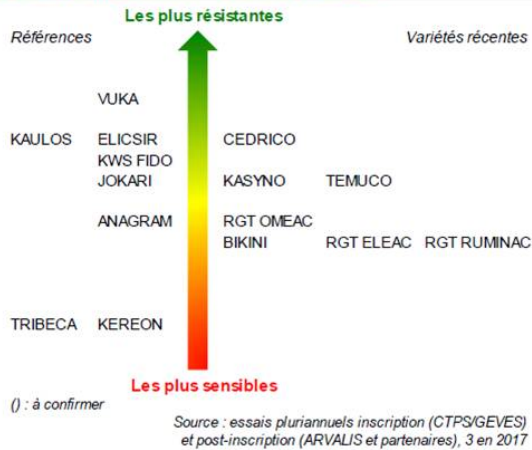 Les plus résistantes
Références Variétés récentes
VUKA
KAULOS ELICSIR CEDRICO
KWS FIDO
JOKARI KASYNO TEMUCO
ANAGRAM RGT OMEAC
BIKINI RGT ELEAC RGT RUMINAC
TRIBECA KEREON
Les plus sensibles
() : à confirmer
Source : essais pluriannuels inscription (CTPS/GEVES)
et post-inscription (ARVALIS et partenaires), 3 en 2017